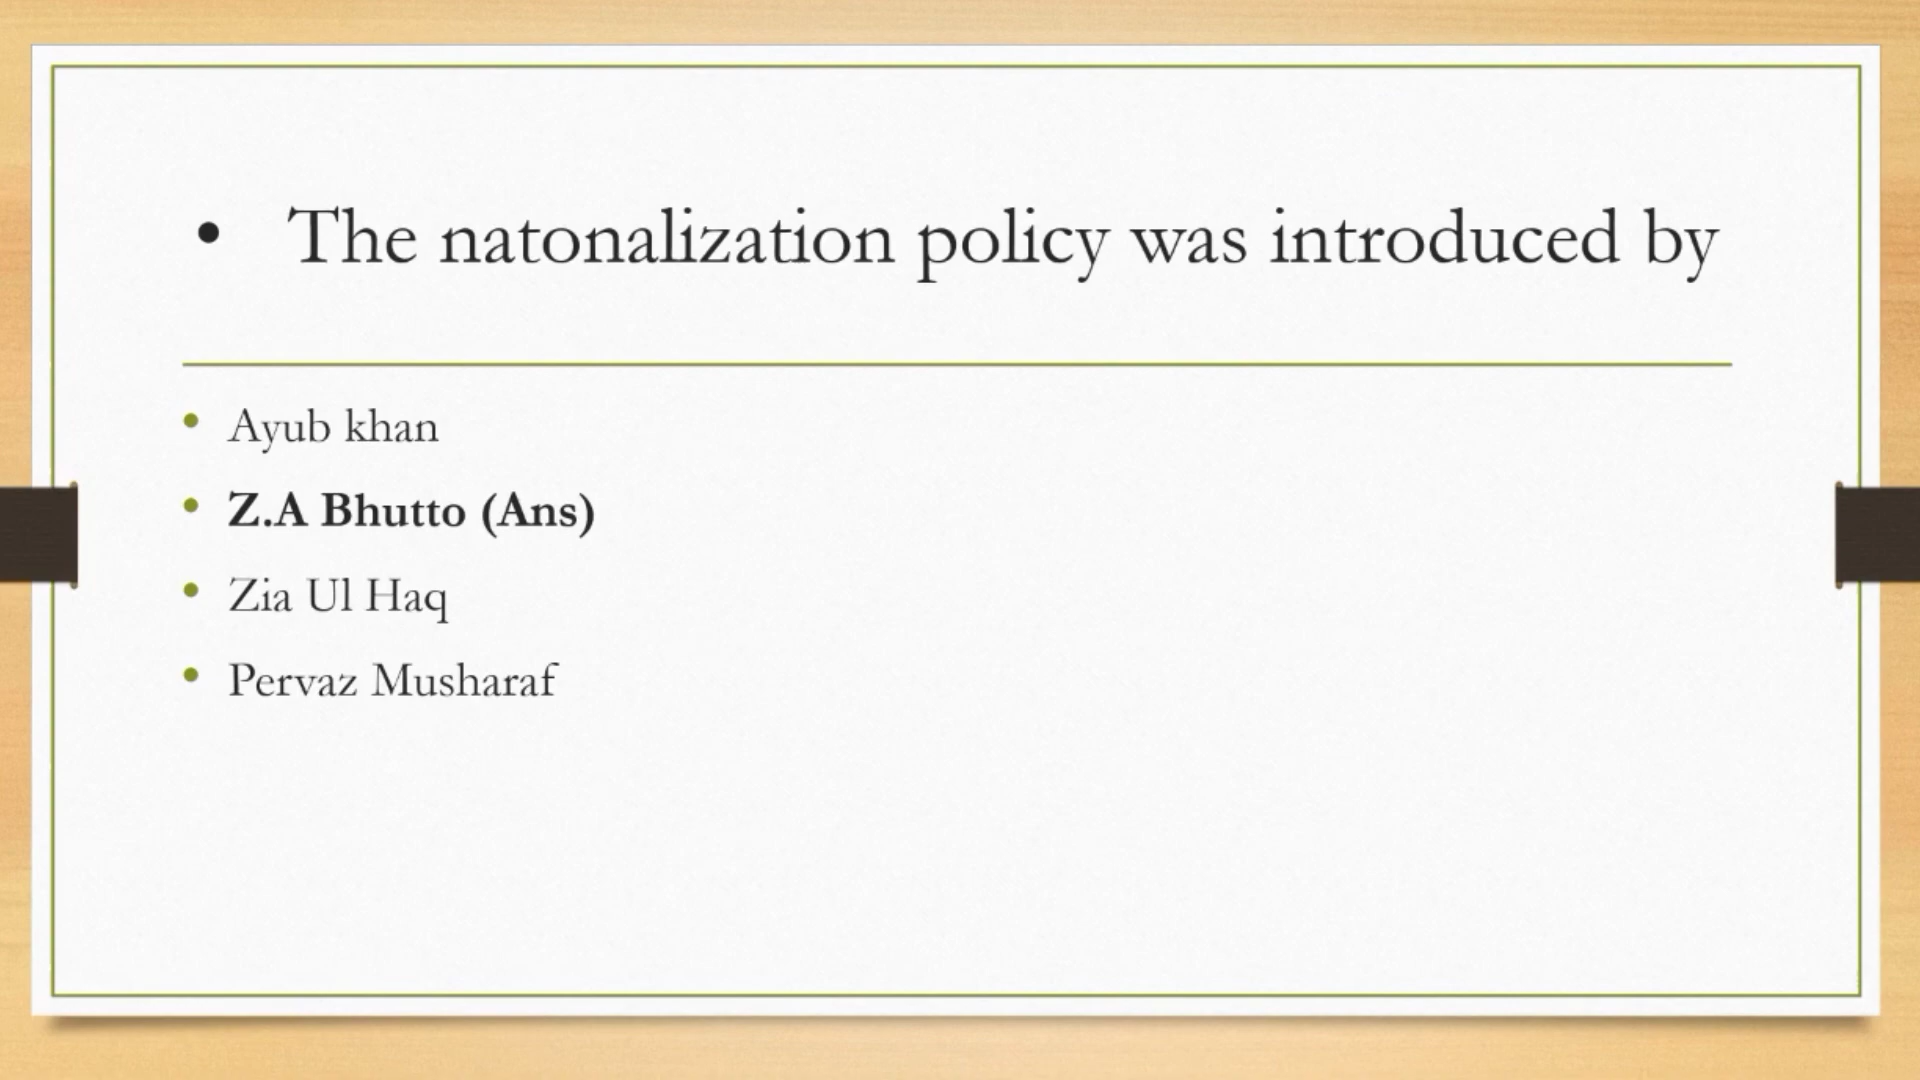 • The natonalization policy was introduced by
• Ayub khan
• Z.A Bhutto (Ans)
• Zia Ul Haq
• Pervaz Musharaf